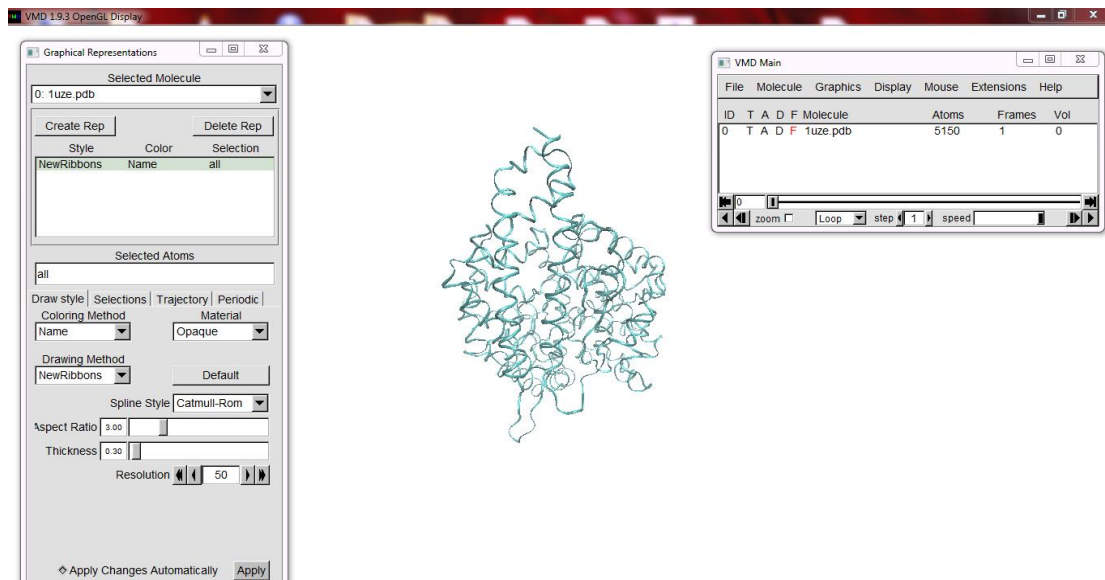 VMD 1.9.3 OpenGL Display
Graphical Representations
Selected Molecule
0: 1uze.pdb
Create Rep Delete Rep
Style Color Selection
NewRibbons Name all
Selected Atoms
all
Draw style Selections Trajectory Periodic
Coloring Method Material
Name Opaque
Drawing Method
NewRibbons Default
Spline Style Catmull-Rom
Aspect Ratio 3.00
Thickness 0.30
Resolution 50
Apply Changes Automatically Apply
VMD Main
File Molecule Graphics Display Mouse Extensions Help
ID T A D F Molecule Atoms Frames Vol
0 T A D F 1uze.pdb 5150 1 0
0
zoom Loop step 1 speed